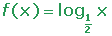 f(x) = log½ x